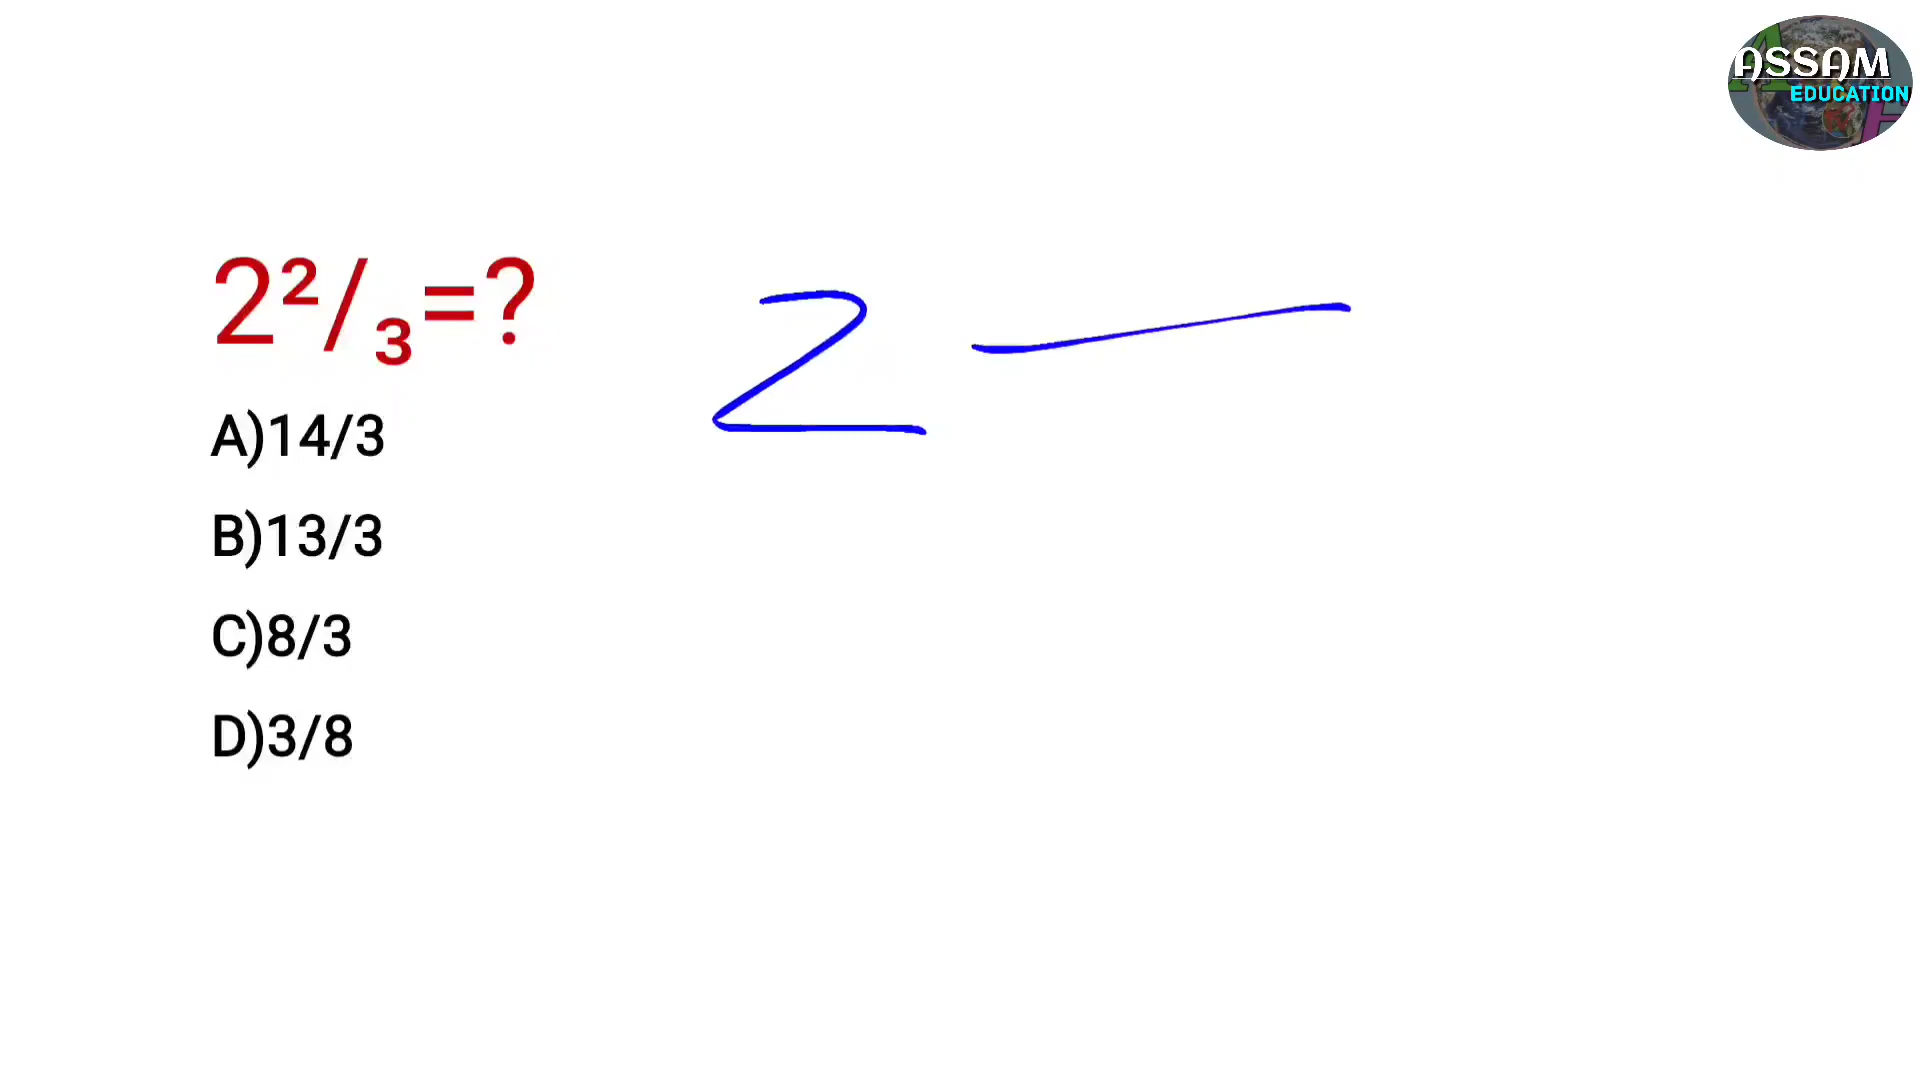 ASSAM
EDUCATION
2²/₃=?
2
A)14/3
B)13/3
C)8/3
D)3/8